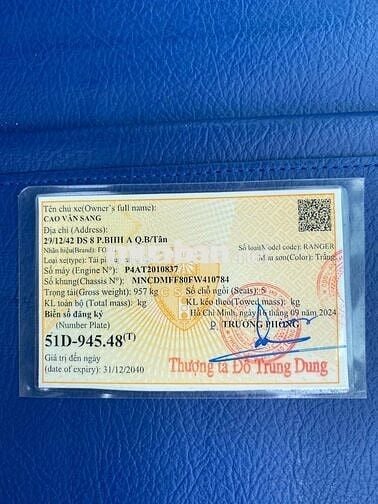 Tên chủ xe(Owner's full name):
CAO VĂN SANG
Địa chỉ (Address):
29/12/42 DS 8 P.BHH A Q.B/Tân
Nhãn hiệu(Brand): FO Số loại(Model code): RANGER
Loại xe(Type): Tải pi Màu sơn(Color): Trắng
Số máy (Engine N°): P4AT2010837
Số khung(Chassis N°): MNCDMFF80FW410784
Trọng tải(Gross weight): 957 kg Số chỗ ngồi(Seats): 5
KL toàn bộ(Total mass): kg KL kéo theo(Towed mass): kg
Biển số đăng ký Hồ Chí Minh, ngày 09 năm 2024
(Number Plate) P. TRƯỞNG PHÒNG
51D-945.48(T)
Giá trị đến ngày
(date of expiry) 31/12/2040
Thượng tá Đỗ Trung Dung